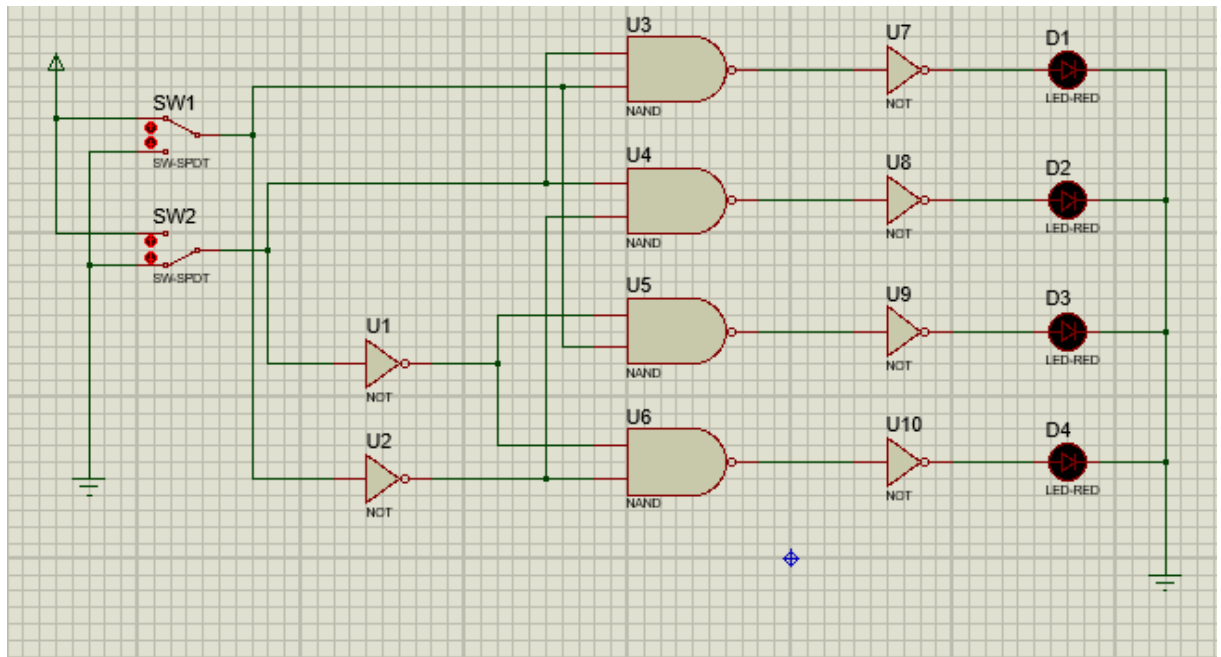 U3
NAND
U7
NOT
D1
LED-RED
SW1
SW-SPDT
U4
NAND
U8
NOT
D2
LED-RED
SW2
SW-SPDT
U5
NAND
U9
NOT
D3
LED-RED
U1
NOT
U6
NAND
U10
NOT
D4
LED-RED
U2
NOT